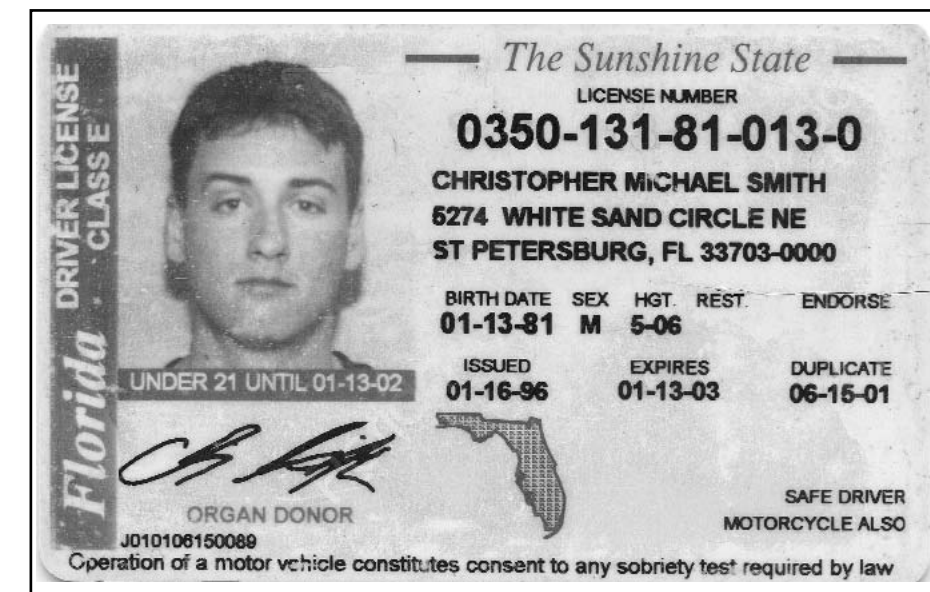 The Sunshine State
LICENSE NUMBER
0350-131-81-013-0
CHRISTOPHER MICHAEL SMITH
5274 WHITE SAND CIRCLE NE
ST PETERSBURG, FL 33703-0000
BIRTH DATE SEX HGT. REST. ENDORSE
01-13-81 M 5-06
ISSUED EXPIRES DUPLICATE
01-16-96 01-13-03 06-15-01
SAFE DRIVER
MOTORCYCLE ALSO
Florida DRIVER LICENSE
CLASS E
UNDER 21 UNTIL 01-13-02
ORGAN DONOR
J010106150089
Operation of a motor vehicle constitutes consent to any sobriety test required by law